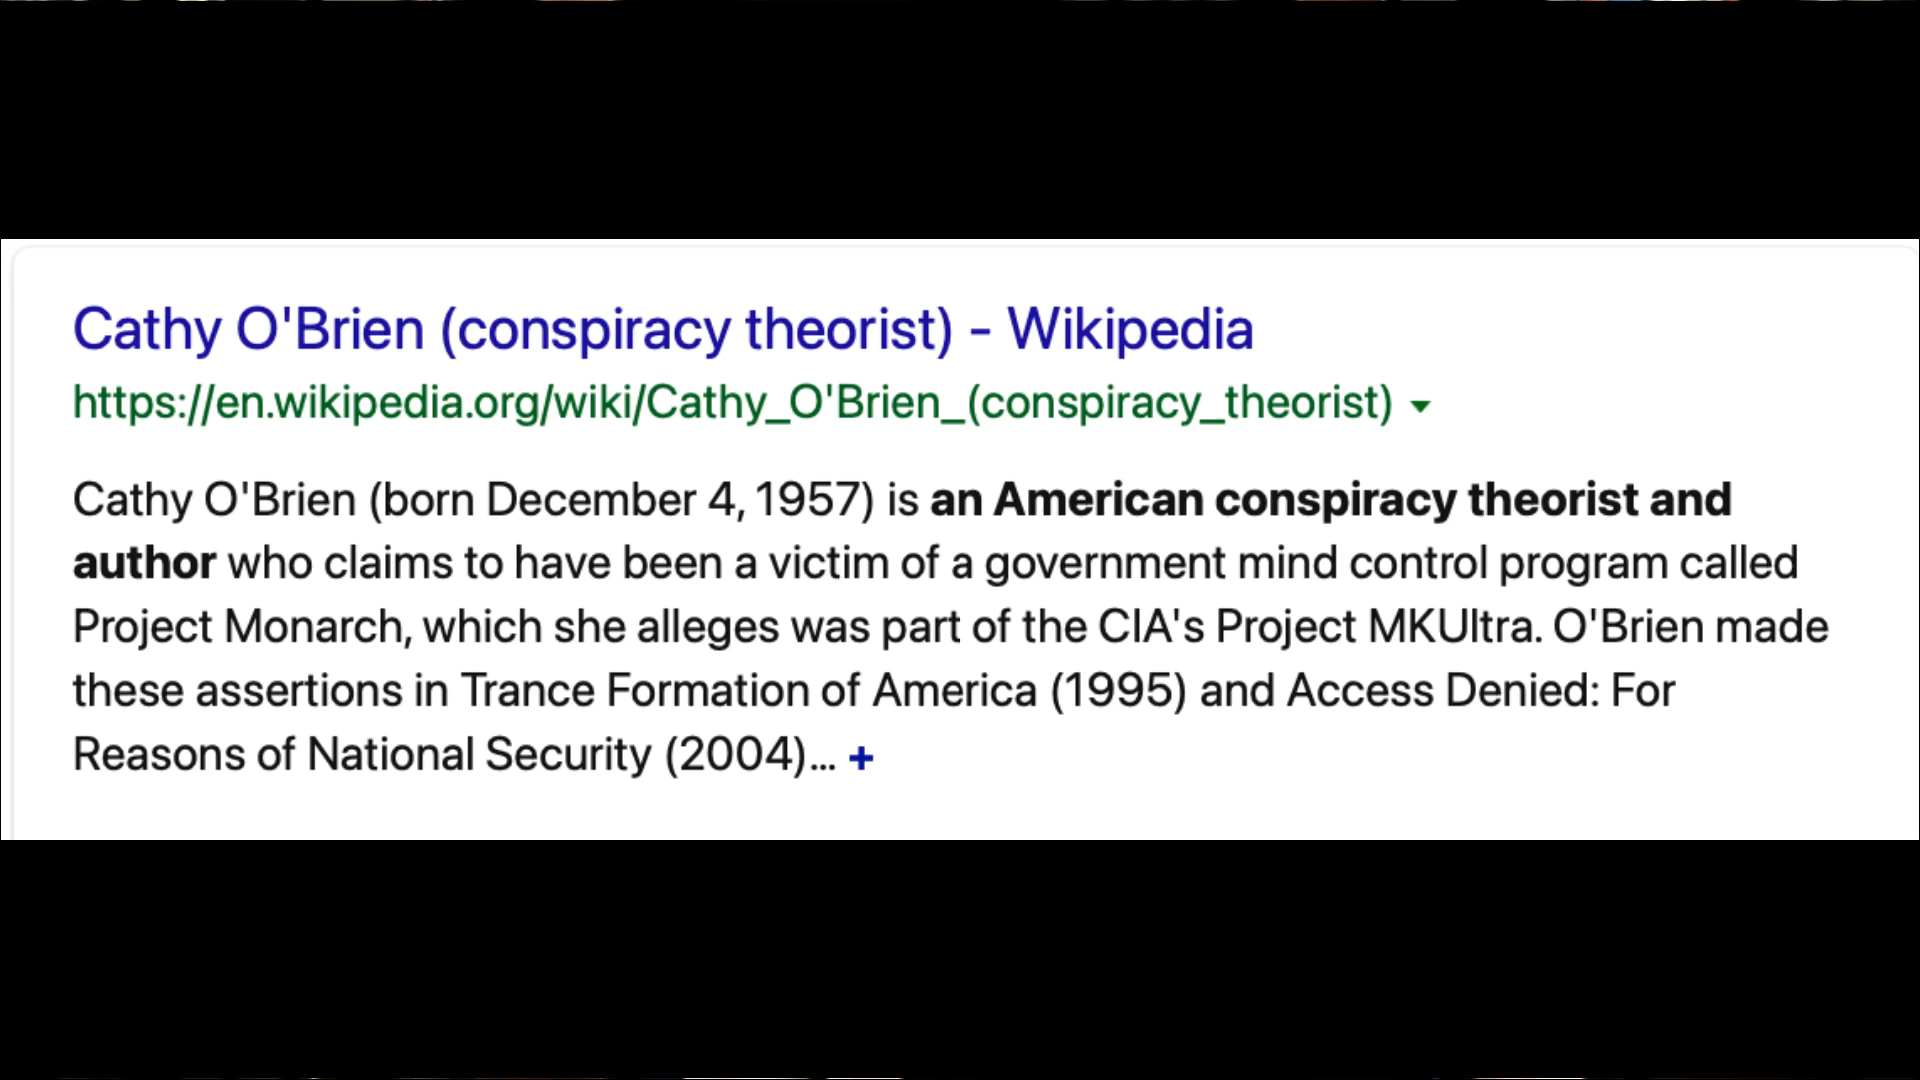 Cathy O'Brien (conspiracy theorist) - Wikipedia
https://en.wikipedia.org/wiki/Cathy_O'Brien_(conspiracy_theorist)
Cathy O'Brien (born December 4, 1957) is an American conspiracy theorist and
author who claims to have been a victim of a government mind control program called
Project Monarch, which she alleges was part of the CIA's Project MKUltra. O'Brien made
these assertions in Trance Formation of America (1995) and Access Denied: For
Reasons of National Security (2004)... +